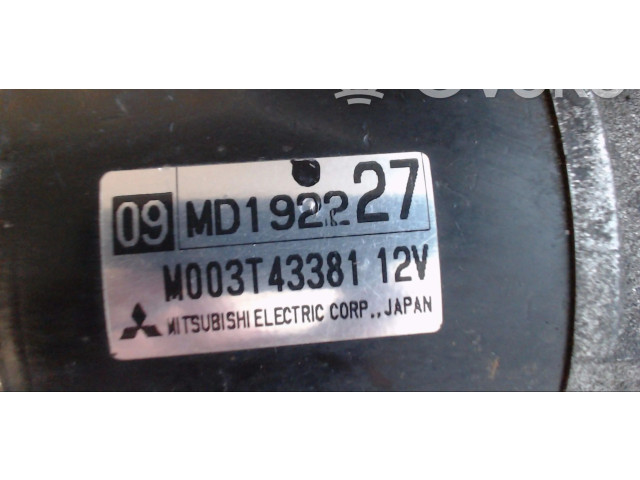 09 MD192227
M003T43381 12V
MITSUBISHI ELECTRIC CORP., JAPAN